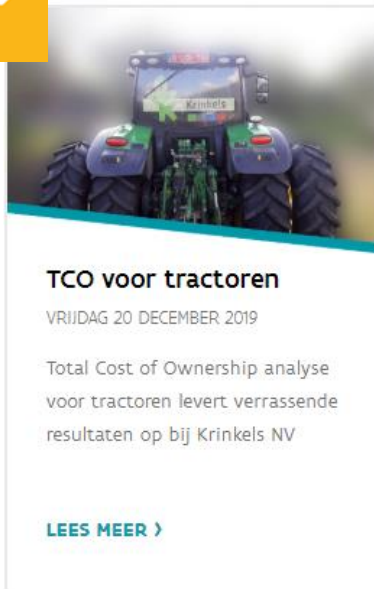 Krinkels
TCO voor tractoren
VRIJDAG 20 DECEMBER 2019
Total Cost of Ownership analyse
voor tractoren levert verrassende
resultaten op bij Krinkels NV
LEES MEER ⟩